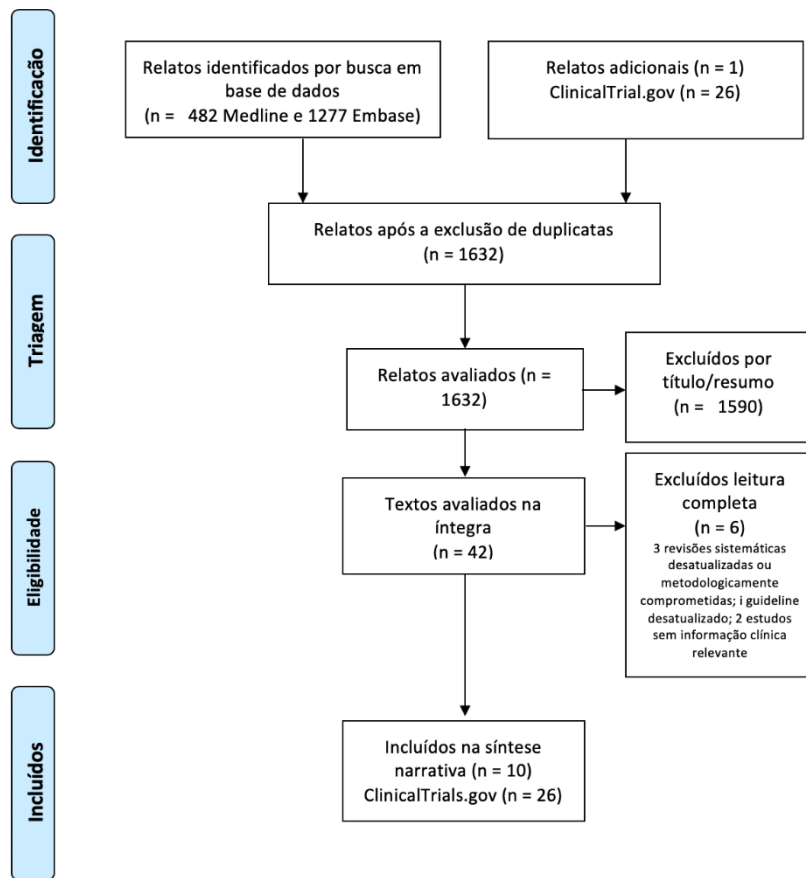 Identificação
Relatos identificados por busca em
base de dados
(n = 482 Medline e 1277 Embase)
Relatos adicionais (n = 1)
ClinicalTrial.gov (n = 26)
Relatos após a exclusão de duplicatas
(n = 1632)
Triagem
Relatos avaliados (n =
1632)
Excluídos por
título/resumo
(n = 1590)
Eligibilidade
Textos avaliados na
íntegra
(n = 42)
Excluídos leitura
completa
(n = 6)
3 revisões sistemáticas
desatualizadas ou
metodologicamente
comprometidas; i guideline
desatualizado; 2 estudos
sem informação clínica
relevante
Incluídos
Incluídos na síntese
narrativa (n = 10)
ClinicalTrials.gov (n = 26)